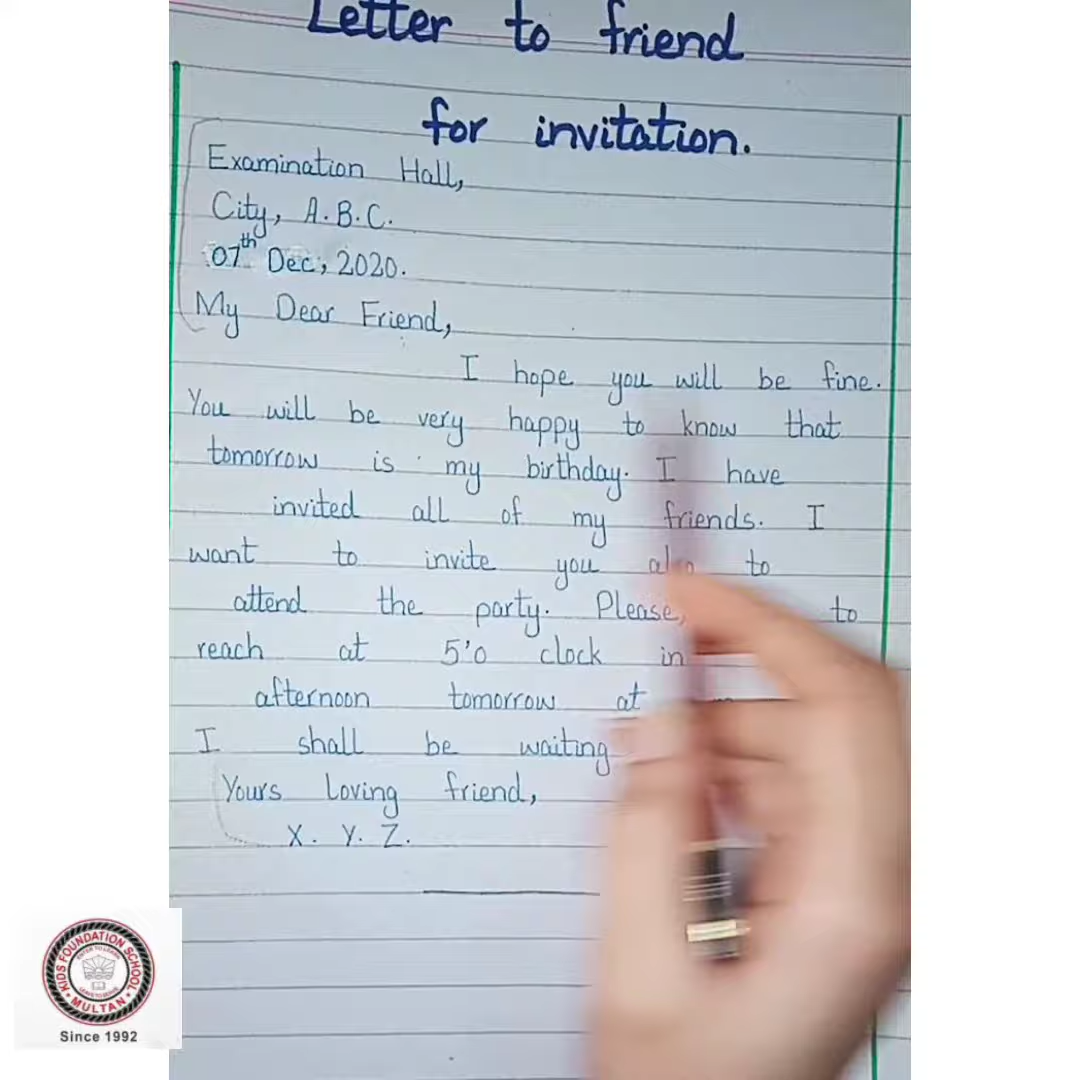 Letter to friend
for invitation.
Examination Hall,
City, A.B.C.
07th Dec, 2020.
My Dear Friend,
I hope you will be fine.
You will be very happy to know that
tomorrow is my birthday. I have
invited all of my friends. I
want to invite you also to
attend the party. Please, to
reach at 5'o clock in
afternoon tomorrow at
I shall be waiting
Yours Loving friend,
X. Y. Z.
KIDS FOUNDATION SCHOOL
MULTAN
Since 1992